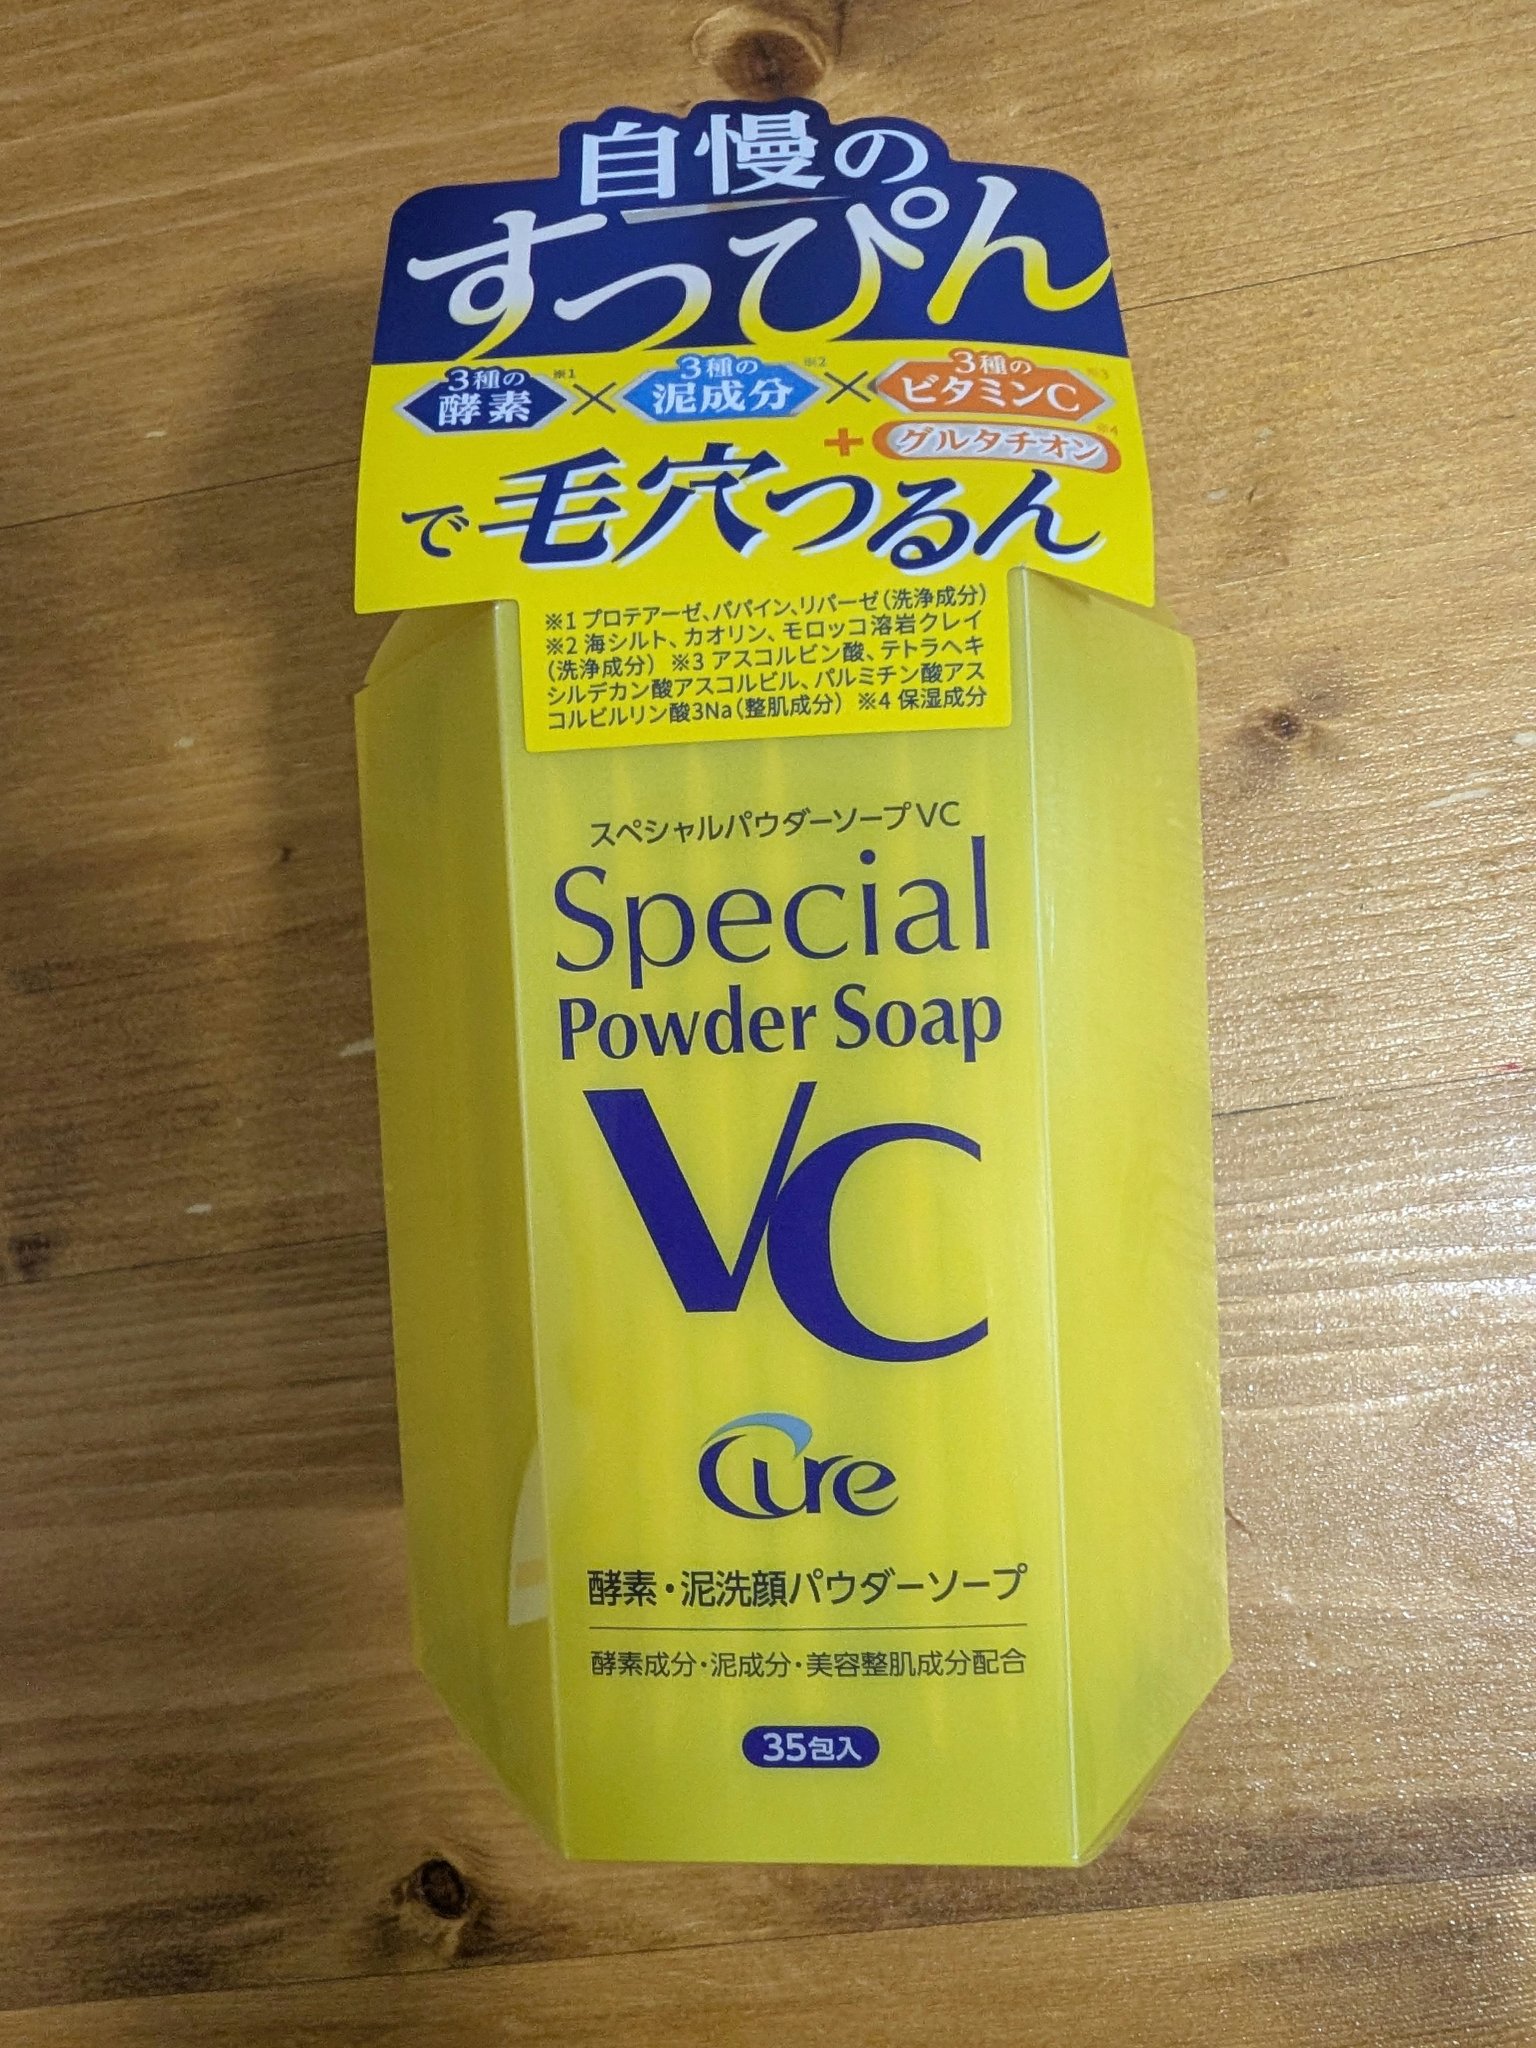 自慢の
すっぴん
3種の ※1 3種の ※2 3種の ※3
酵素 × 泥成分 × ビタミンC
+ グルタチオン ※4
で毛穴つるん
※1 プロテアーゼ、パパイン、リパーゼ（洗浄成分）
※2 海シルト、カオリン、モロッコ溶岩クレイ
（洗浄成分） ※3 アスコルビン酸、テトラヘキ
シルデカン酸アスコルビル、パルミチン酸アス
コルビルリン酸3Na（整肌成分） ※4 保湿成分
スペシャルパウダーソープVC
Special
Powder Soap
VC
Cure
酵素・泥洗顔パウダーソープ
酵素成分・泥成分・美容整肌成分配合
35包入